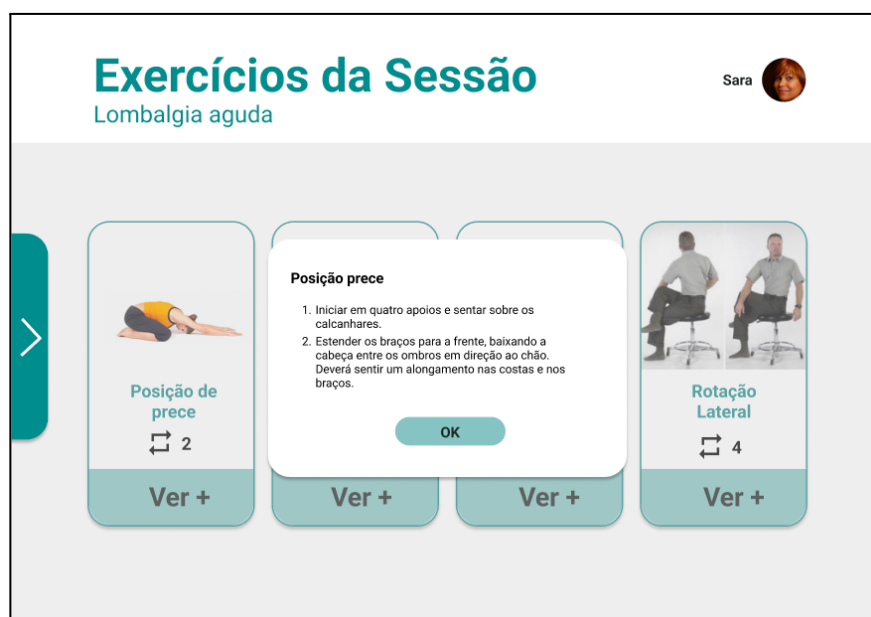 Exercícios da Sessão
Lombalgia aguda
Sara
Posição prece
1. Iniciar em quatro apoios e sentar sobre os
calcanhares.
2. Estender os braços para a frente, baixando a
cabeça entre os ombros em direção ao chão.
Deverá sentir um alongamento nas costas e nos
braços.
OK
Posição de
prece
2
Ver +
Ver +
Ver +
Rotação
Lateral
4
Ver +